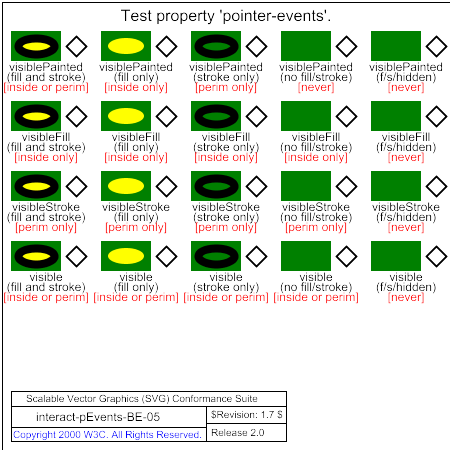 Test property 'pointer-events'.
visiblePainted visiblePainted visiblePainted visiblePainted visiblePainted
(fill and stroke) (fill only) (stroke only) (no fill/stroke) (f/s/hidden)
[inside or perim] [inside only] [perim only] [never] [never]
visibleFill visibleFill visibleFill visibleFill visibleFill
(fill and stroke) (fill only) (stroke only) (no fill/stroke) (f/s/hidden)
[inside only] [inside only] [inside only] [inside only] [never]
visibleStroke visibleStroke visibleStroke visibleStroke visibleStroke
(fill and stroke) (fill only) (stroke only) (no fill/stroke) (f/s/hidden)
[perim only] [perim only] [perim only] [perim only] [never]
visible visible visible visible visible
(fill and stroke) (fill only) (stroke only) (no fill/stroke) (f/s/hidden)
[inside or perim] [inside or perim] [inside or perim] [inside or perim] [never]
Scalable Vector Graphics (SVG) Conformance Suite
interact-pEvents-BE-05
$Revision: 1.7 $
Copyright 2000 W3C. All Rights Reserved.
Release 2.0